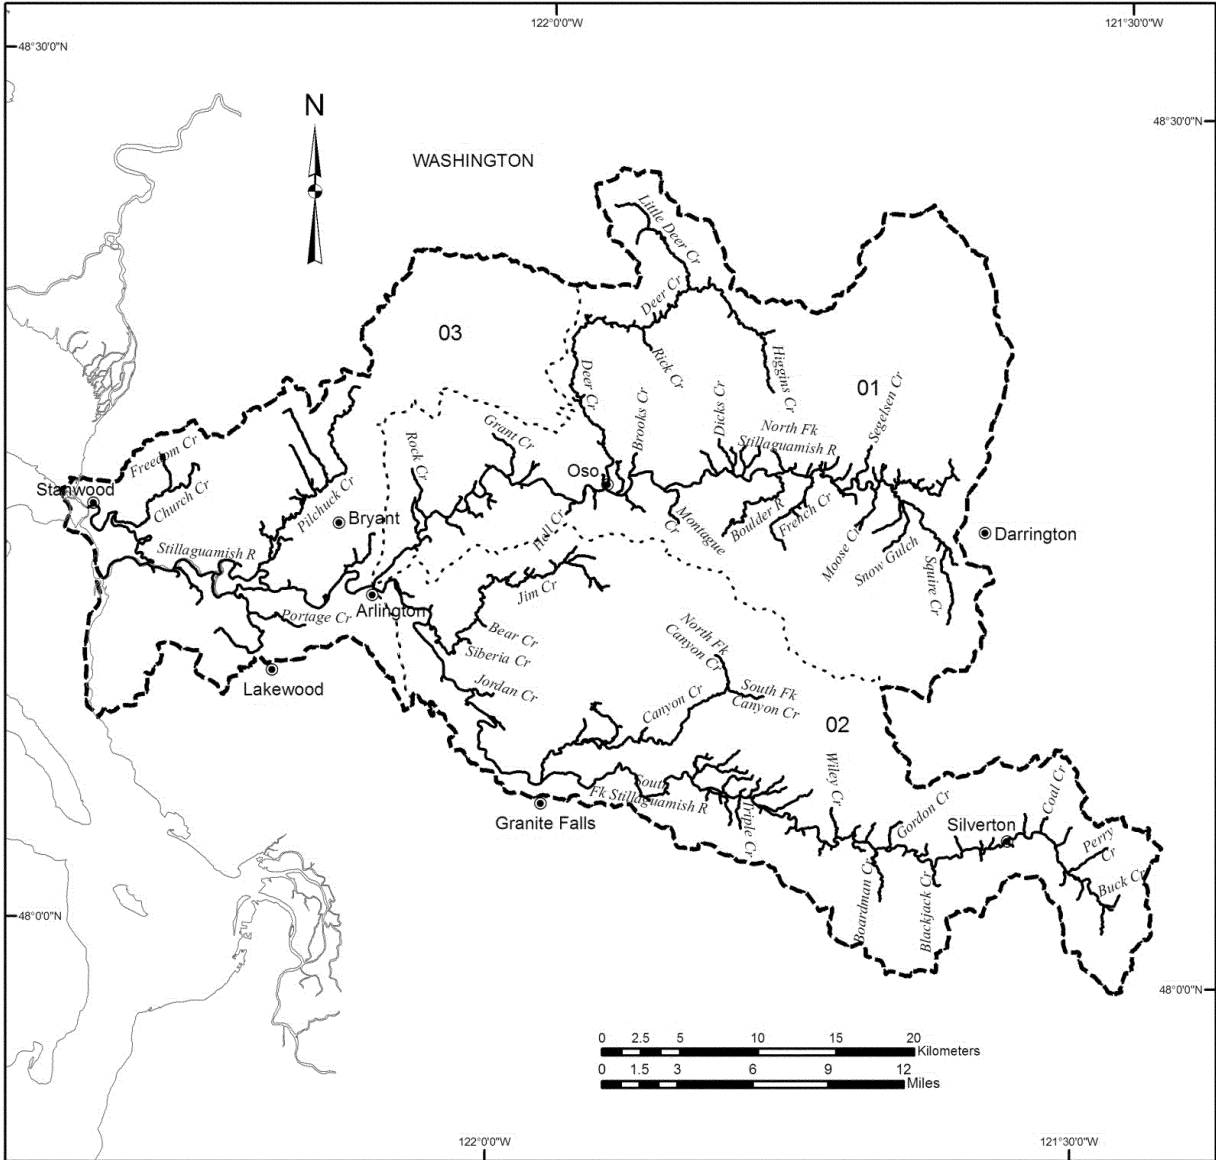 122°0'0"W
121°30'0"W
48°30'0"N
48°30'0"N
N
WASHINGTON
Little Deer Cr
Deer Cr
03
Rick Cr
Higgins Cr
Deer Cr
01
Segelsen Cr
Brooks Cr
Dicks Cr
North Fk
Stillaguamish R
Grant Cr
Rock Cr
Freedom Cr
Oso
Stanwood
Church Cr
Pilchuck Cr
Bryant
Hell Cr
Montague
Cr
Boulder R
French Cr
Moose Cr
Snow Gulch
Squire Cr
Darrington
Stillaguamish R
Jim Cr
Portage Cr
Arlington
Bear Cr
Siberia Cr
North Fk
Canyon Cr
Lakewood
Jordan Cr
Canyon Cr
South Fk
Canyon Cr
02
South
Fk Stillaguamish R
Wiley Cr
Granite Falls
Triple Cr
Gordon Cr
Silverton
Coal Cr
Perry
Cr
Buck Cr
Boardman Cr
Blackjack Cr
48°0'0"N
48°0'0"N
0 2.5 5 10 15 20
Kilometers
0 1.5 3 6 9 12
Miles
122°0'0"W
121°30'0"W